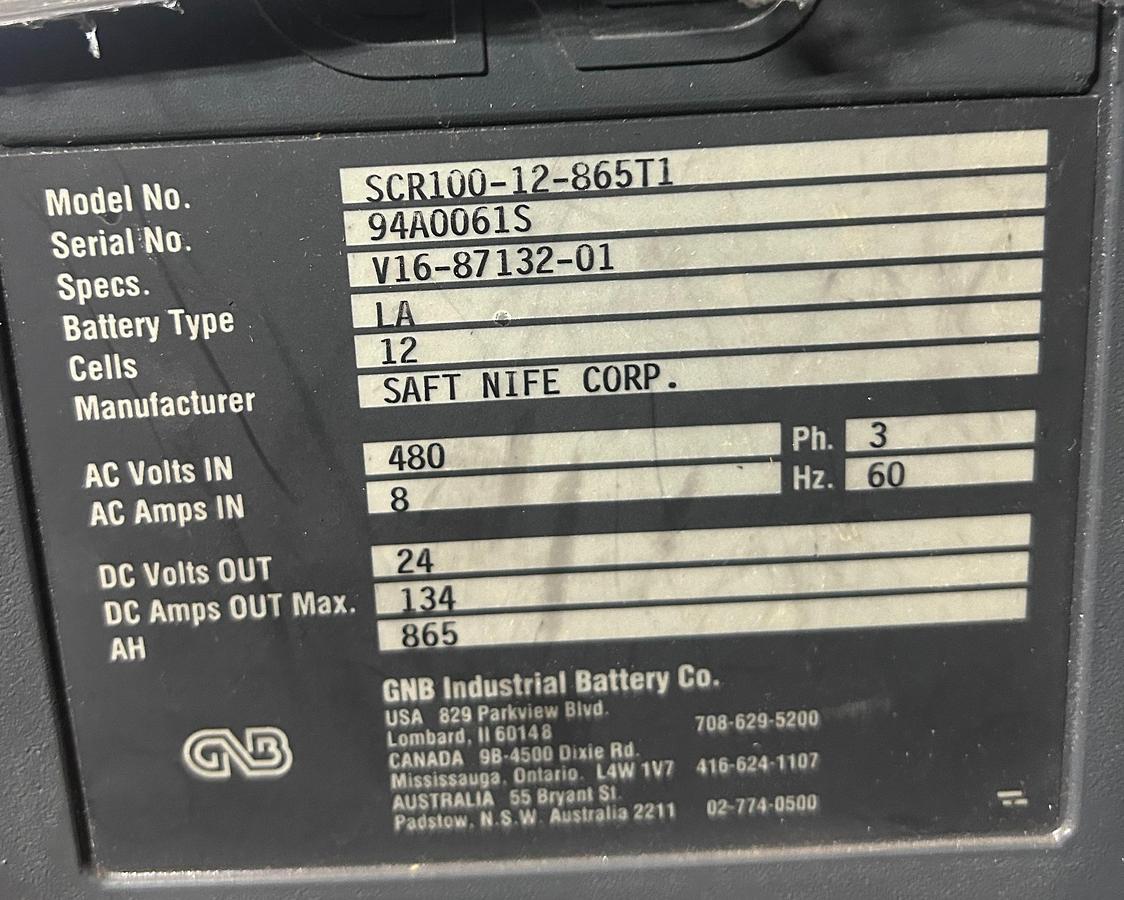 Model No. SCR100-12-865T1
Serial No. 94A0061S
Specs. V16-87132-01
Battery Type LA
Cells 12
Manufacturer SAFT NIFE CORP.
AC Volts IN 480 Ph. 3
AC Amps IN 8 Hz. 60
DC Volts OUT 24
DC Amps OUT Max. 134
AH 865
GNB Industrial Battery Co.
USA 829 Parkview Blvd.
Lombard, Il 60148 708-629-5200
CANADA 9B-4500 Dixie Rd.
Mississauga, Ontario. L4W 1V7 416-624-1107
AUSTRALIA 55 Bryant St.
Padstow, N.S.W. Australia 2211 02-774-0500
GNB